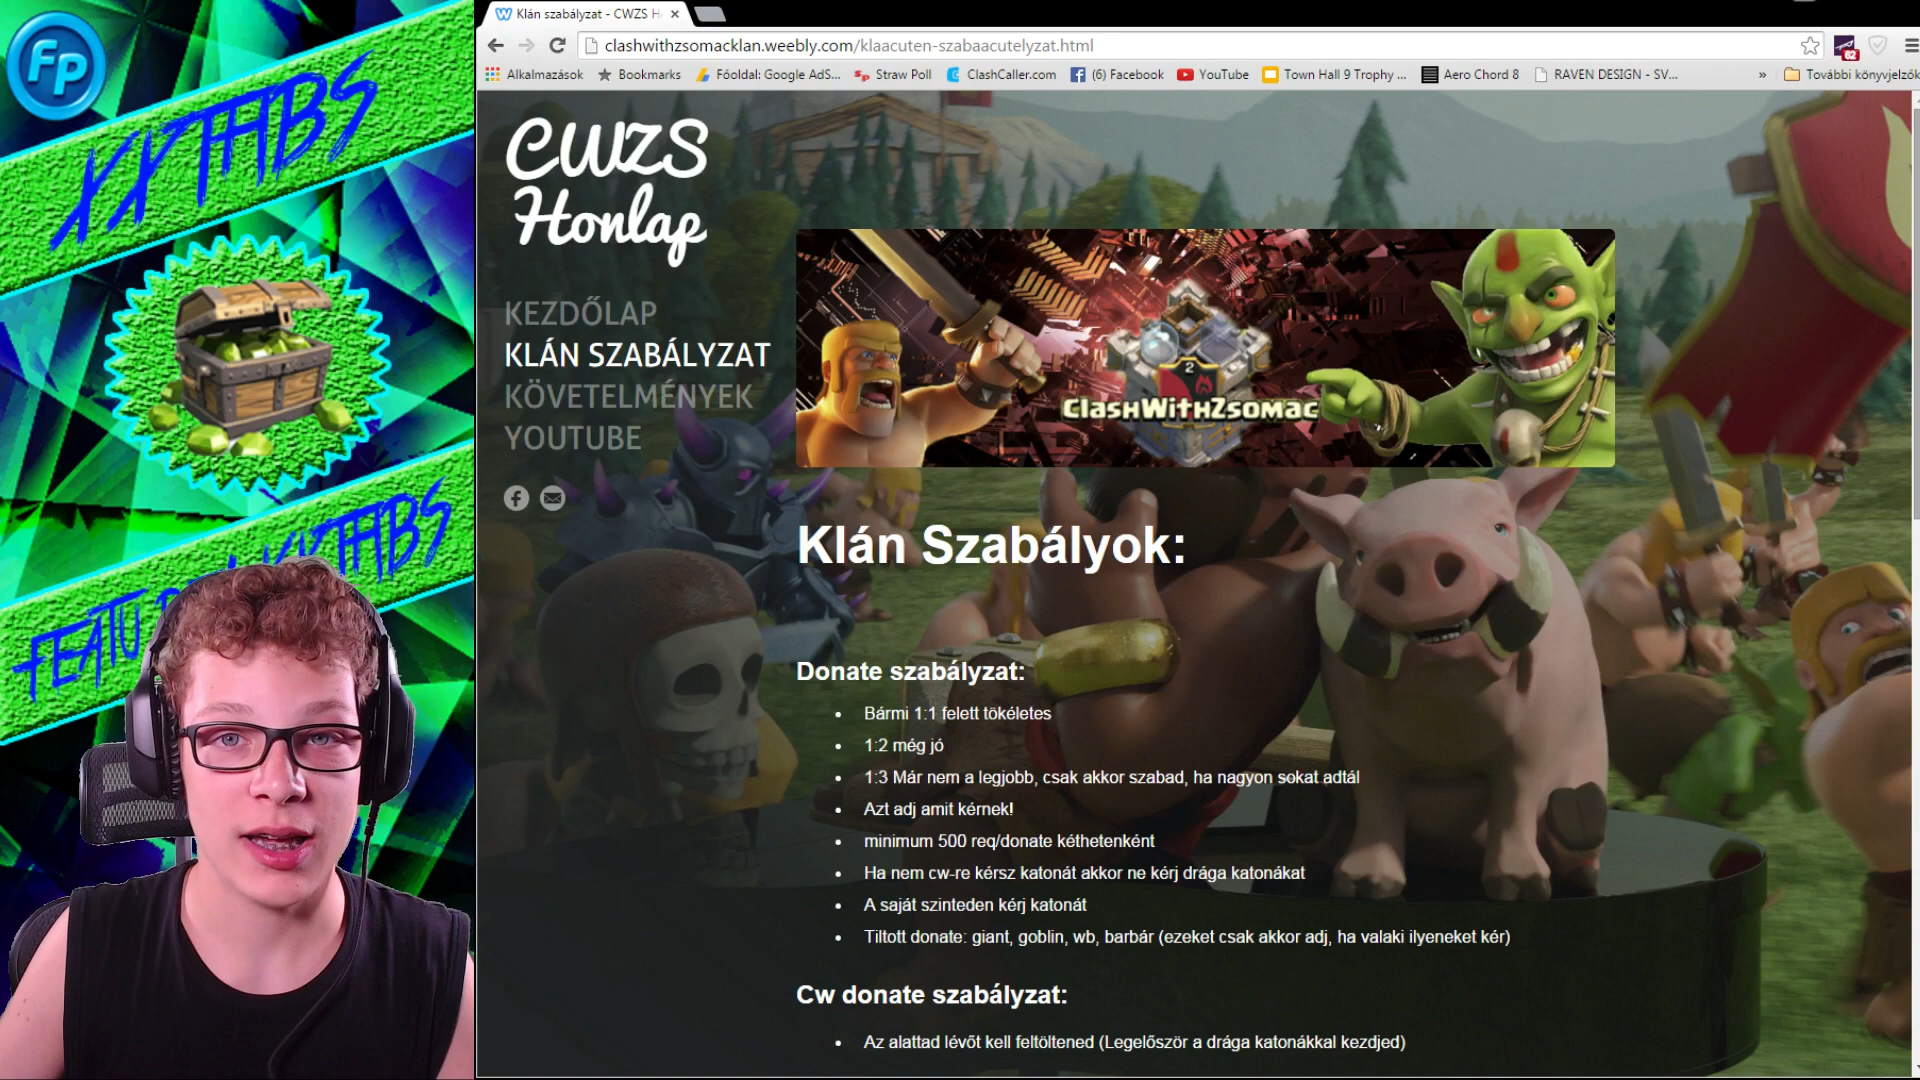 Fp
XXPTHBS
FEATU
XXPTHBS
Klán szabályzat - CWZS H
clashwithzsomacklan.weebly.com/klaacuten-szabaacutelyzat.html
62
Alkalmazások
Bookmarks
Főoldal: Google AdS...
Straw Poll
ClashCaller.com
(6) Facebook
YouTube
Town Hall 9 Trophy ...
Aero Chord 8
RAVEN DESIGN - SV...
»
További könyvjelzők
CWZS
Honlap
KEZDŐLAP
KLÁN SZABÁLYZAT
KÖVETELMÉNYEK
YOUTUBE
2
ClashWithZsomac
Klán Szabályok:
Donate szabályzat:
• Bármi 1:1 felett tökéletes
• 1:2 még jó
• 1:3 Már nem a legjobb, csak akkor szabad, ha nagyon sokat adtál
• Azt adj amit kérnek!
• minimum 500 req/donate kéthetenként
• Ha nem cw-re kérsz katonát akkor ne kérj drága katonákat
• A saját szinteden kérj katonát
• Tiltott donate: giant, goblin, wb, barbár (ezeket csak akkor adj, ha valaki ilyeneket kér)
Cw donate szabályzat:
• Az alattad lévőt kell feltöltened (Legelőször a drága katonákkal kezdjed)